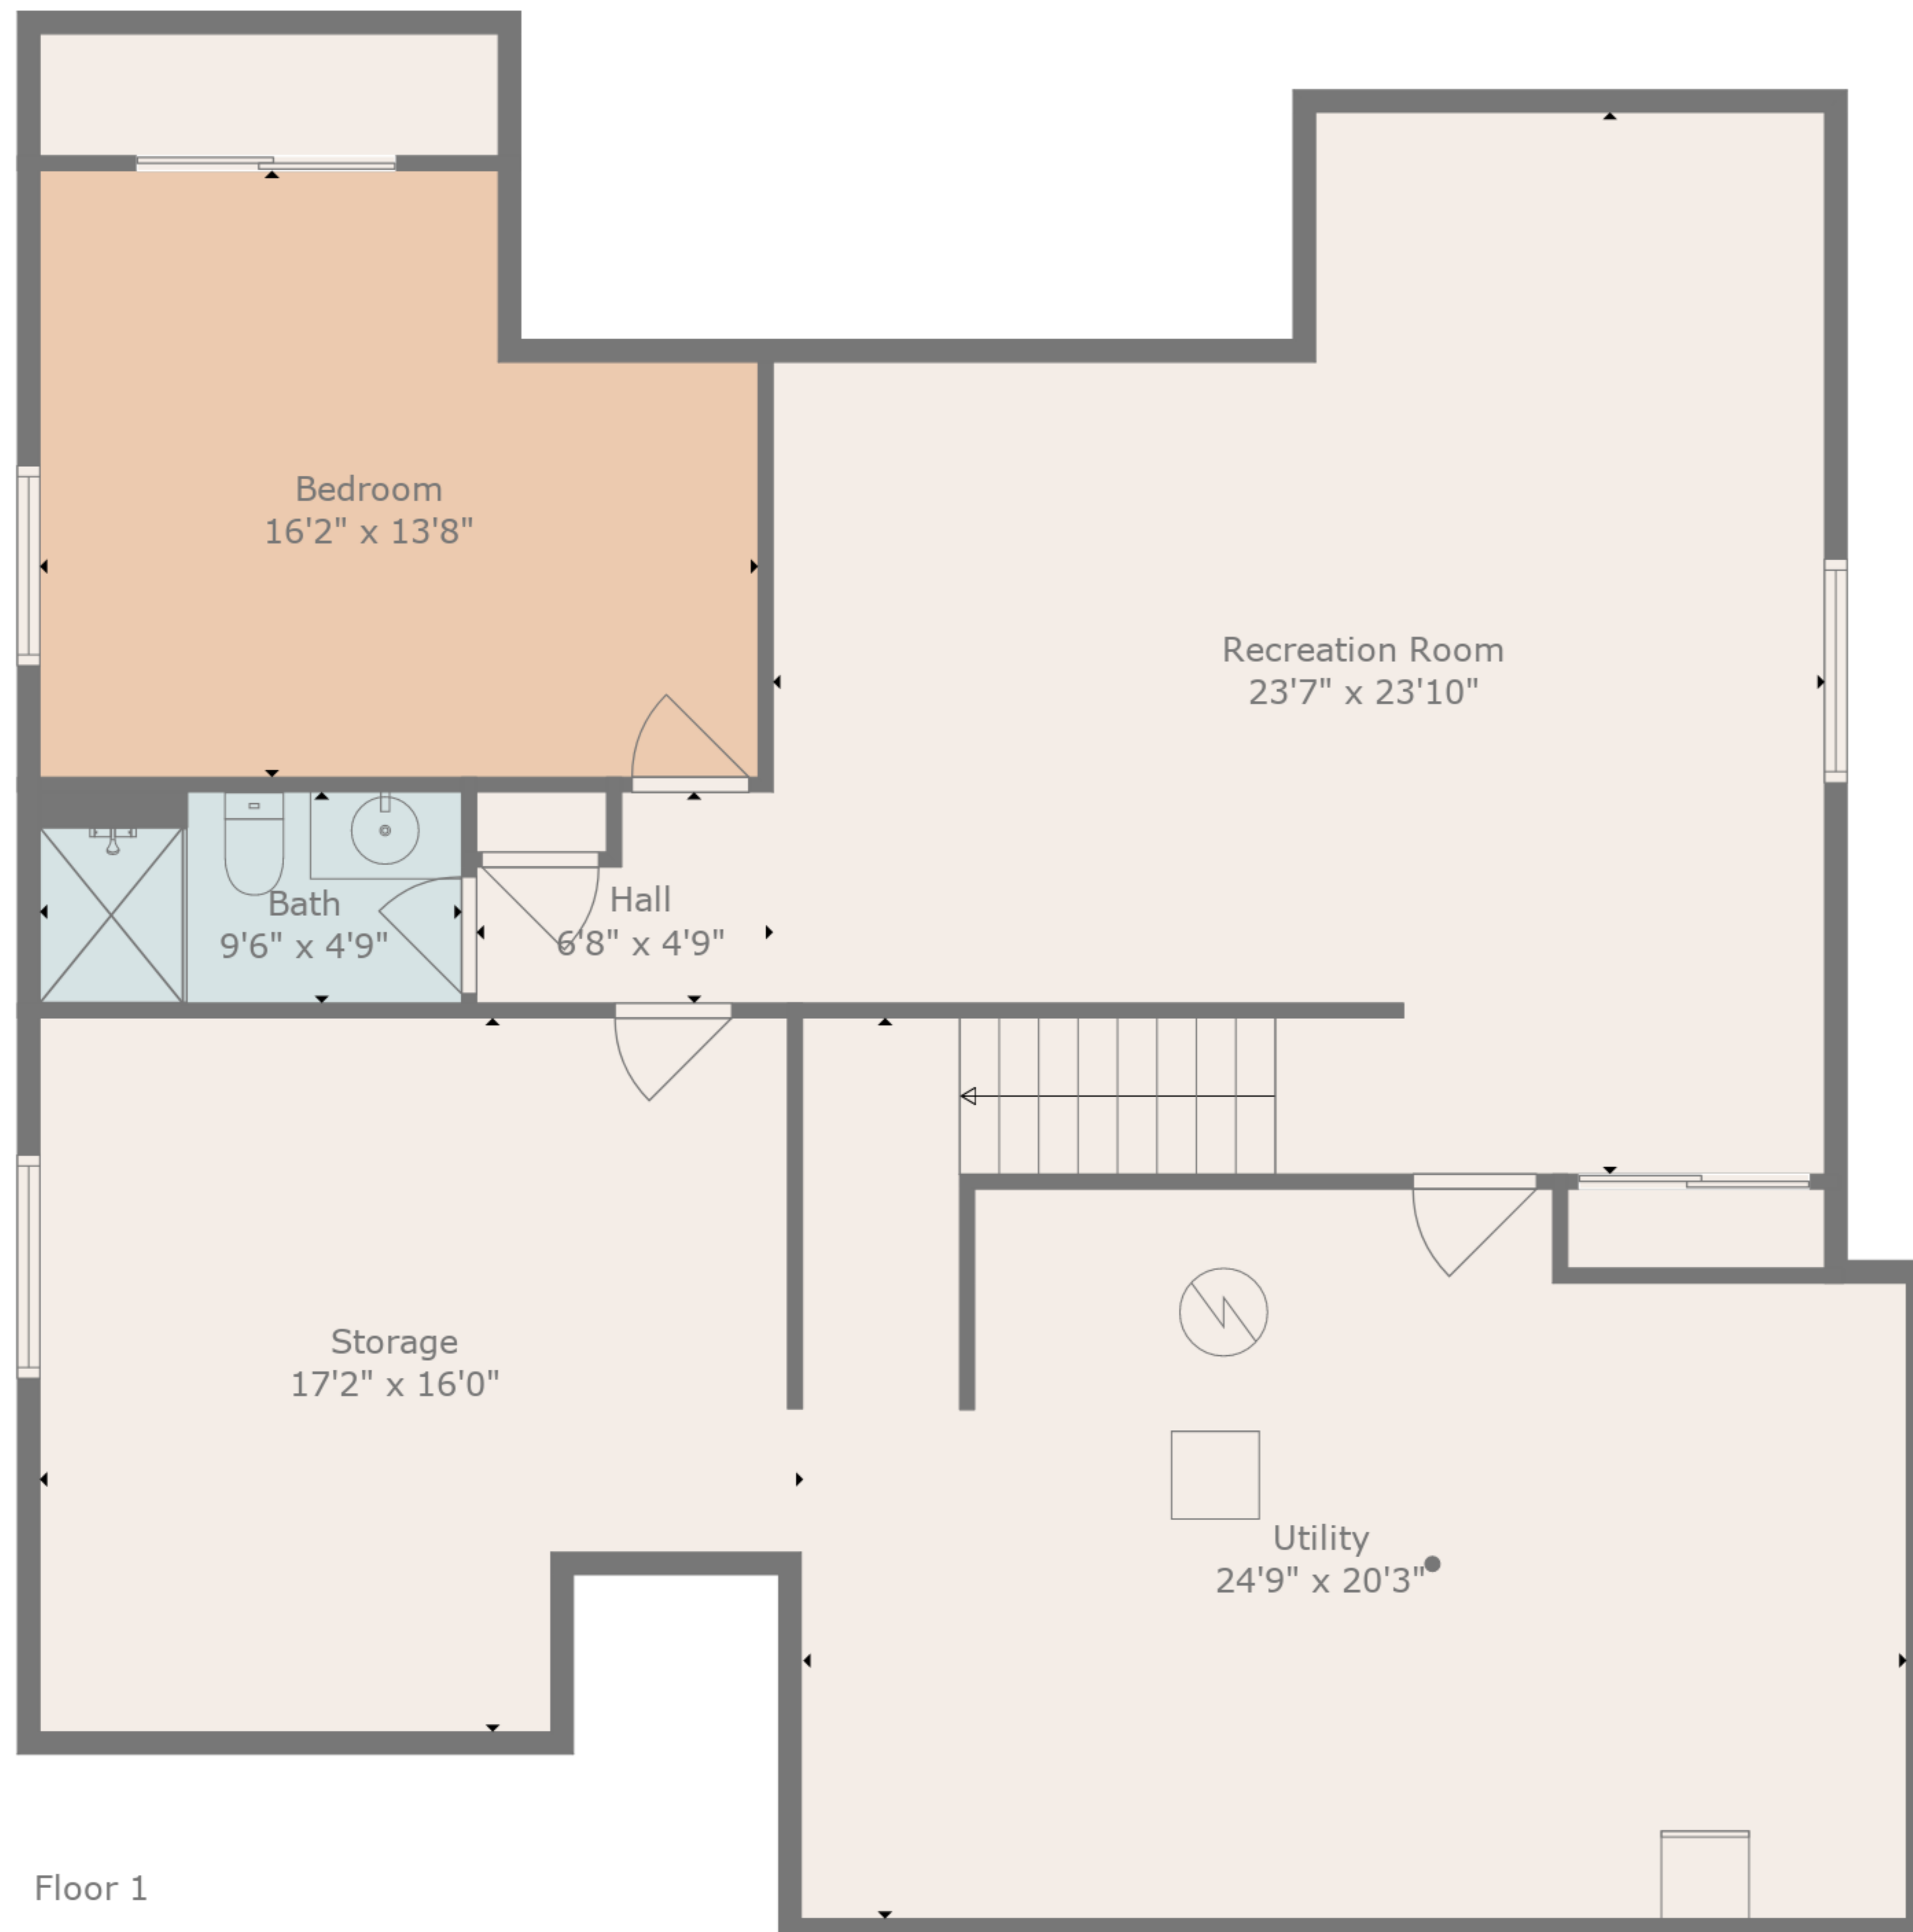 Bedroom
16'2" x 13'8"
Recreation Room
23'7" x 23'10"
Bath
9'6" x 4'9"
Hall
6'8" x 4'9"
Storage
17'2" x 16'0"
Utility
24'9" x 20'3"
Floor 1